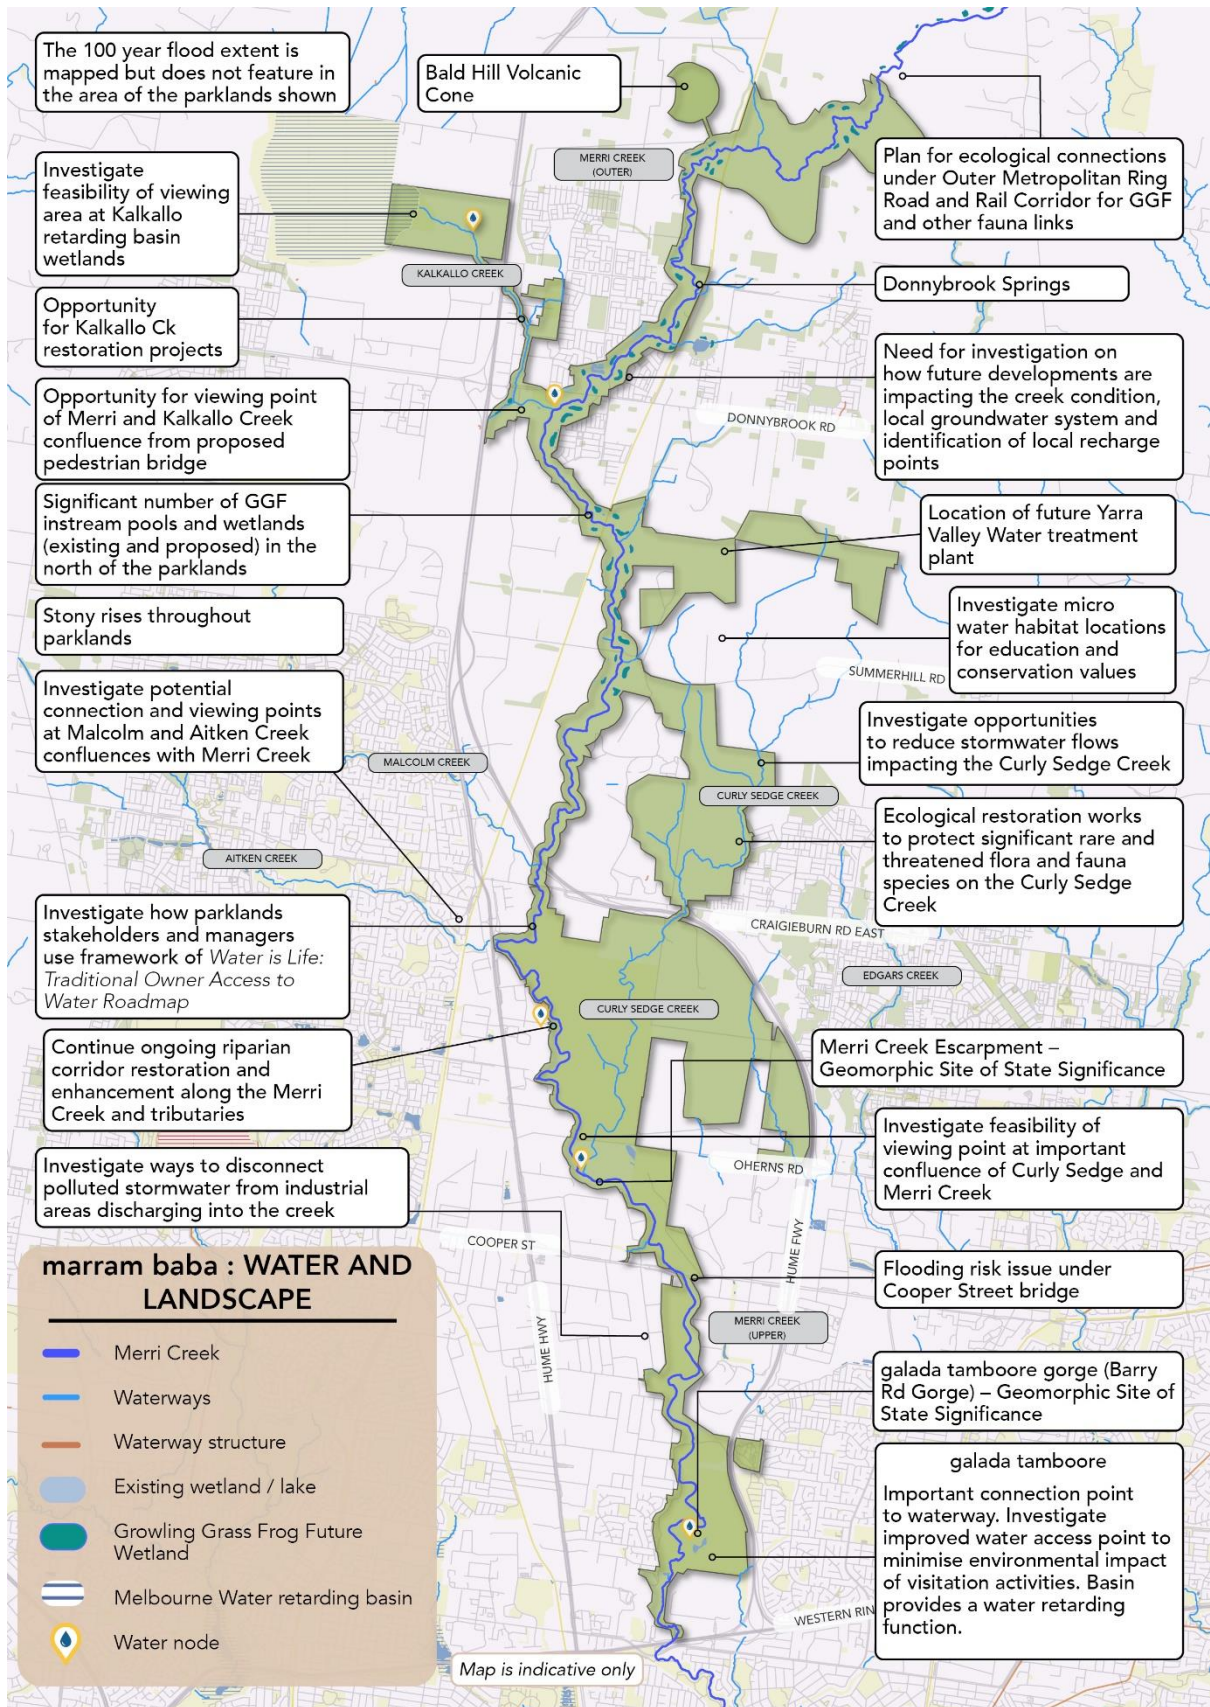 The 100 year flood extent is
mapped but does not feature in
the area of the parklands shown
Bald Hill Volcanic
Cone
MERRI CREEK
(OUTER)
Plan for ecological connections
under Outer Metropolitan Ring
Road and Rail Corridor for GGF
and other fauna links
Investigate
feasibility of viewing
area at Kalkallo
retarding basin
wetlands
KALKALLO CREEK
Donnybrook Springs
Opportunity
for Kalkallo Ck
restoration projects
Need for investigation on
how future developments are
impacting the creek condition,
local groundwater system and
identification of local recharge
points
Opportunity for viewing point
of Merri and Kalkallo Creek
confluence from proposed
pedestrian bridge
DONNYBROOK RD
Significant number of GGF
instream pools and wetlands
(existing and proposed) in the
north of the parklands
Location of future Yarra
Valley Water treatment
plant
Stony rises throughout
parklands
Investigate micro
water habitat locations
for education and
conservation values
SUMMERHILL RD
Investigate potential
connection and viewing points
at Malcolm and Aitken Creek
confluences with Merri Creek
Investigate opportunities
to reduce stormwater flows
impacting the Curly Sedge Creek
MALCOLM CREEK
CURLY SEDGE CREEK
Ecological restoration works
to protect significant rare and
threatened flora and fauna
species on the Curly Sedge
Creek
AITKEN CREEK
CRAIGIEBURN RD EAST
Investigate how parklands
stakeholders and managers
use framework of Water is Life:
Traditional Owner Access to
Water Roadmap
EDGARS CREEK
CURLY SEDGE CREEK
Continue ongoing riparian
corridor restoration and
enhancement along the Merri
Creek and tributaries
Merri Creek Escarpment –
Geomorphic Site of State Significance
Investigate feasibility of
viewing point at important
confluence of Curly Sedge and
Merri Creek
OHERNS RD
Investigate ways to disconnect
polluted stormwater from industrial
areas discharging into the creek
COOPER ST
HUME FWY
Flooding risk issue under
Cooper Street bridge
MERRI CREEK
(UPPER)
HUME HWY
galada tamboore gorge (Barry
Rd Gorge) – Geomorphic Site of
State Significance
galada tamboore
Important connection point
to waterway. Investigate
improved water access point to
minimise environmental impact
of visitation activities. Basin
provides a water retarding
function.
WESTERN RIN
marram baba : WATER AND
LANDSCAPE
Merri Creek
Waterways
Waterway structure
Existing wetland / lake
Growling Grass Frog Future
Wetland
Melbourne Water retarding basin
Water node
Map is indicative only